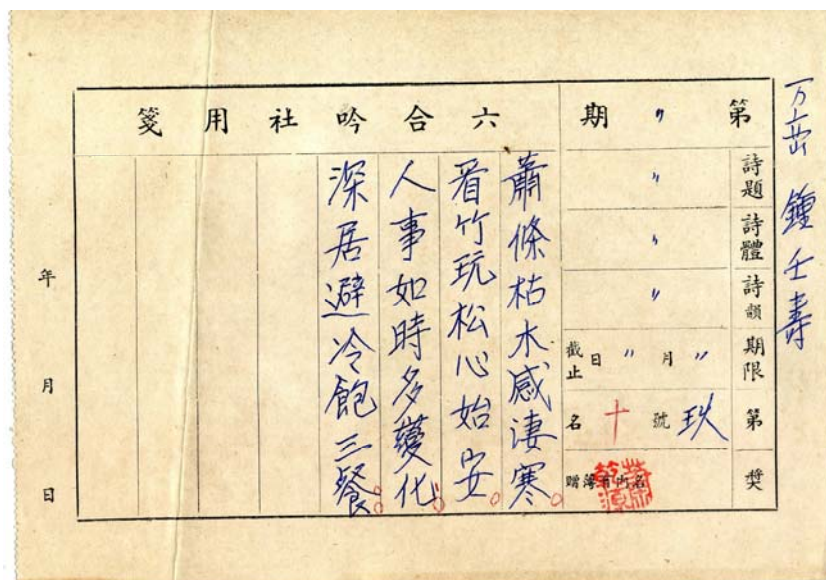 万峦 鍾壬壽
第 〃 期
詩題 〃
詩體 〃
詩韻 〃
期限 〃月 〃日 截止
第 玖 號 十 名
獎 贈
六合吟社用箋
蕭條枯木感淒寒
看竹玩松心始安
人事如時多變化
深居避冷飽三餐
年 月 日